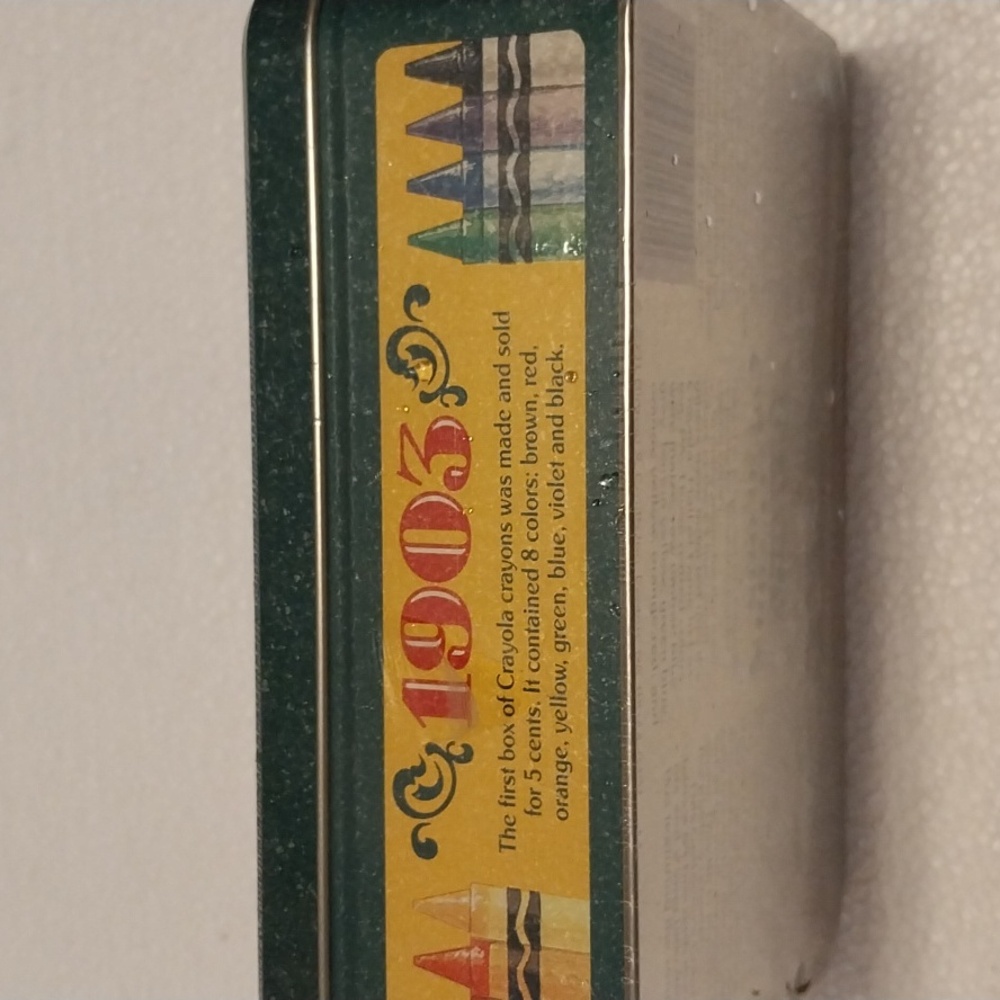 1903
The first box of Crayola crayons was made and sold
for 5 cents. It contained 8 colors: brown, red,
orange, yellow, green, blue, violet and black.